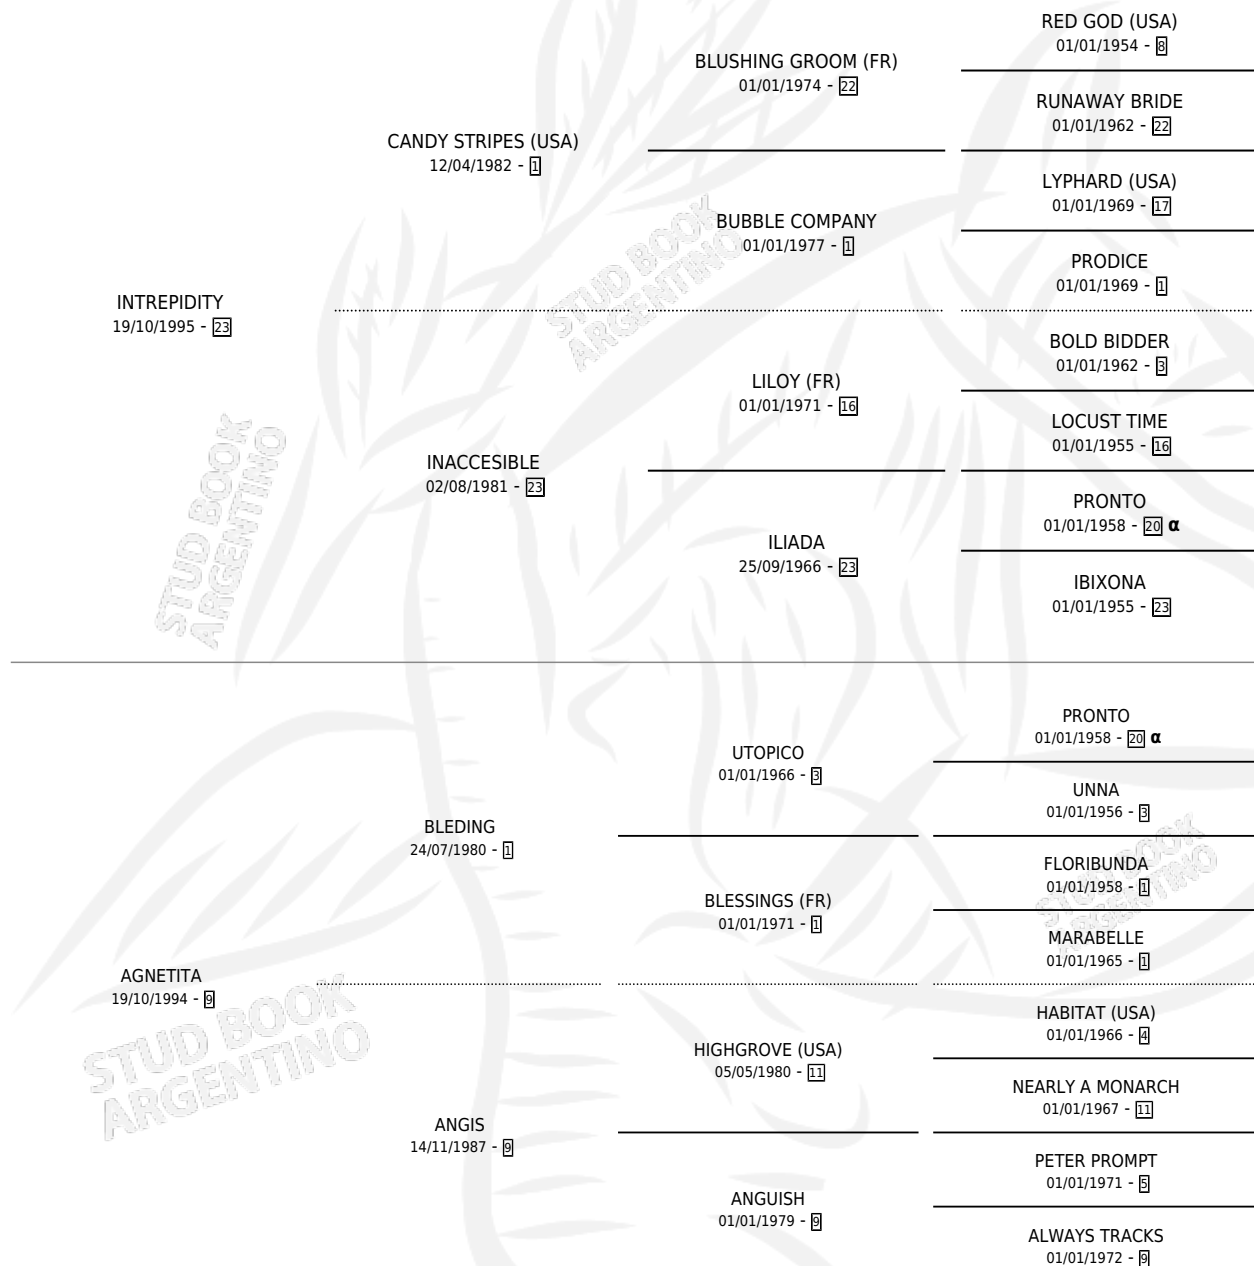 RED GOD (USA)
01/01/1954 - 8
BLUSHING GROOM (FR)
01/01/1974 - 22
RUNAWAY BRIDE
01/01/1962 - 22
CANDY STRIPES (USA)
12/04/1982 - 1
LYPHARD (USA)
01/01/1969 - 17
BUBBLE COMPANY
01/01/1977 - 1
PRODICE
01/01/1969 - 1
INTREPIDITY
19/10/1995 - 23
BOLD BIDDER
01/01/1962 - 3
LILOY (FR)
01/01/1971 - 16
LOCUST TIME
01/01/1955 - 16
INACCESIBLE
02/08/1981 - 23
PRONTO
01/01/1958 - 20 α
ILIADA
25/09/1966 - 23
IBIXONA
01/01/1955 - 23
PRONTO
01/01/1958 - 20 α
UTOPICO
01/01/1966 - 3
UNNA
01/01/1956 - 3
BLEDING
24/07/1980 - 1
FLORIBUNDA
01/01/1958 - 1
BLESSINGS (FR)
01/01/1971 - 1
MARABELLE
01/01/1965 - 1
AGNETITA
19/10/1994 - 9
HABITAT (USA)
01/01/1966 - 4
HIGHGROVE (USA)
05/05/1980 - 11
NEARLY A MONARCH
01/01/1967 - 11
ANGIS
14/11/1987 - 9
PETER PROMPT
01/01/1971 - 5
ANGUISH
01/01/1979 - 9
ALWAYS TRACKS
01/01/1972 - 9
STUD BOOK
ARGENTINO
STUD BOOK
ARGENTINO
STUD BOOK
ARGENTINO
STUD BOOK
ARGENTINO